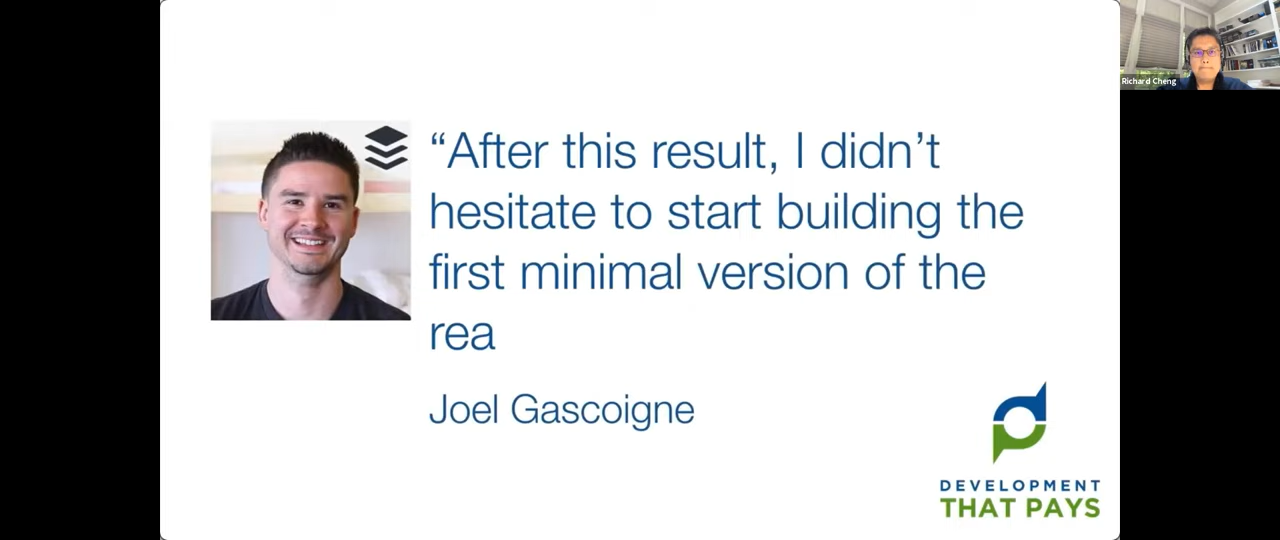 “After this result, I didn’t
hesitate to start building the
first minimal version of the
rea
Joel Gascoigne
DEVELOPMENT
THAT PAYS
Richard Cheng